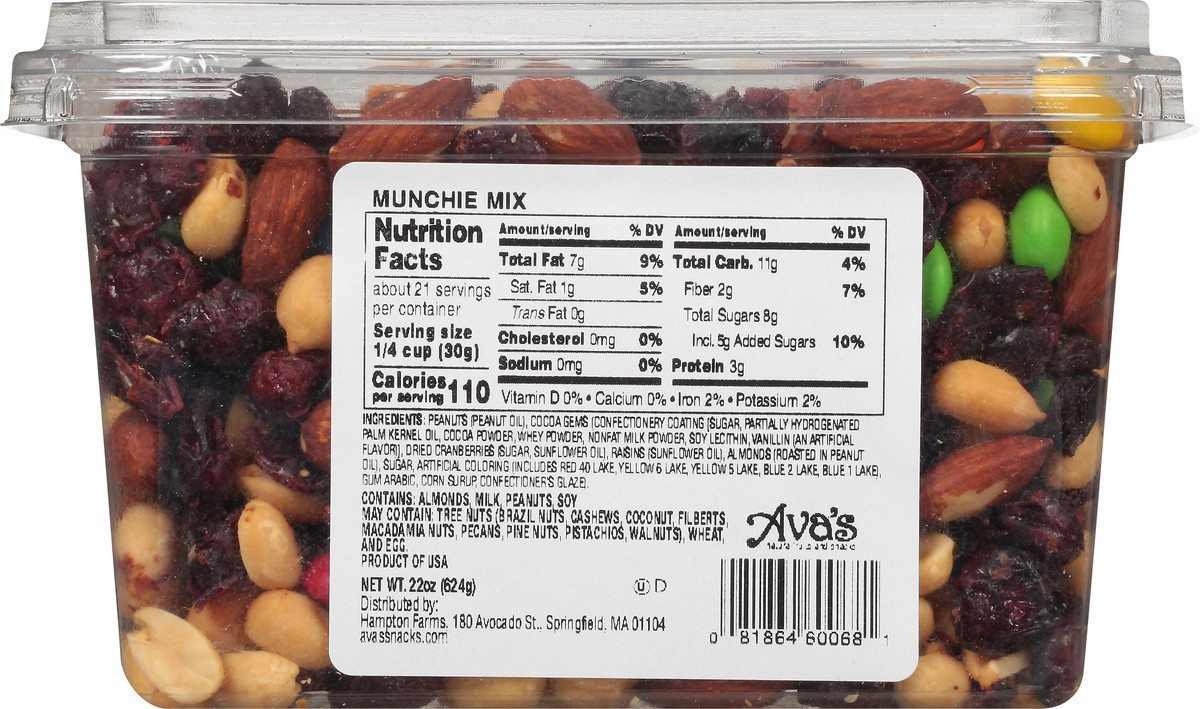 MUNCHIE MIX
Nutrition
Facts
about 21 servings
per container
Serving size
1/4 cup (30g)
Calories 110
per serving
Amount/serving % DV
Total Fat 7g 9%
Sat. Fat 1g 5%
Trans Fat 0g
Cholesterol 0mg 0%
Sodium 0mg 0%
Amount/serving % DV
Total Carb. 11g 4%
Fiber 2g 7%
Total Sugars 8g
Incl. 5g Added Sugars 10%
Protein 3g
Vitamin D 0% • Calcium 0% • Iron 2% • Potassium 2%
INGREDIENTS: PEANUTS (PEANUT OIL), COCOA GEMS (CONFECTIONERY COATING (SUGAR, PARTIALLY HYDROGENATED
PALM KERNEL OIL, COCOA POWDER, WHEY POWDER, NONFAT MILK POWDER, SOY LECITHIN, VANILLIN (AN ARTIFICIAL
FLAVOR)), DRIED CRANBERRIES (SUGAR, SUNFLOWER OIL), RAISINS (SUNFLOWER OIL), ALMONDS (ROASTED IN PEANUT
OIL), SUGAR, ARTIFICIAL COLORING (INCLUDES RED 40 LAKE, YELLOW 6 LAKE, YELLOW 5 LAKE, BLUE 2 LAKE, BLUE 1 LAKE),
GUM ARABIC, CORN SURUP, CONFECTIONER'S GLAZE).
CONTAINS: ALMONDS, MILK, PEANUTS, SOY
MAY CONTAIN: TREE NUTS (BRAZIL NUTS, CASHEWS, COCONUT, FILBERTS,
MACADAMIA NUTS, PECANS, PINE NUTS, PISTACHIOS, WALNUTS), WHEAT,
AND EGG.
PRODUCT OF USA
NET WT. 22oz (624g)
Distributed by:
Hampton Farms. 180 Avocado St.. Springfield, MA 01104
avassnacks.com
Ava's
natural fruits and snacks
Ⓤ D
0 81864 60068 1